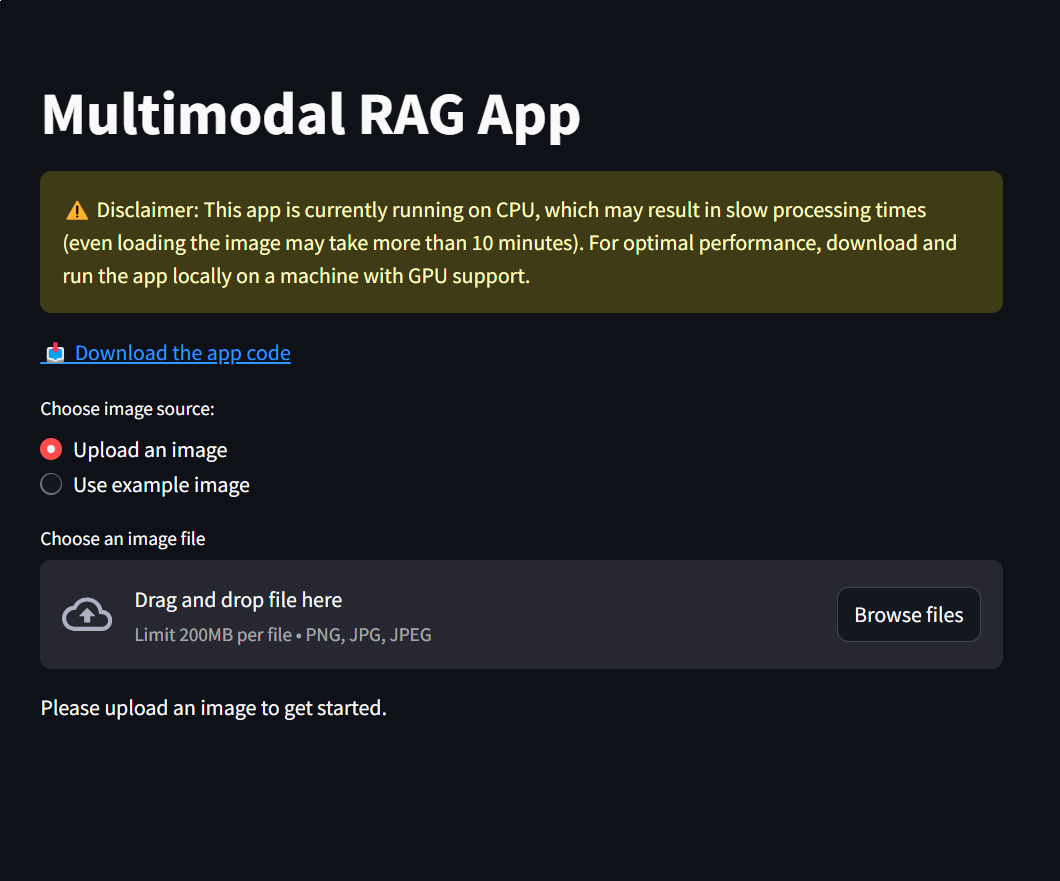 Multimodal RAG App
⚠️ Disclaimer: This app is currently running on CPU, which may result in slow processing times
(even loading the image may take more than 10 minutes). For optimal performance, download and
run the app locally on a machine with GPU support.
📥 Download the app code
Choose image source:
Upload an image
Use example image
Choose an image file
Drag and drop file here
Limit 200MB per file • PNG, JPG, JPEG
Browse files
Please upload an image to get started.